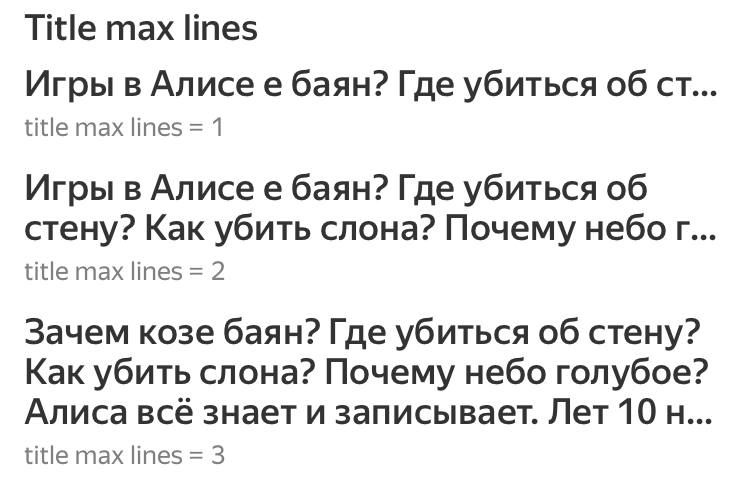 Title max lines
Игры в Алисе е баян? Где убиться об ст...
title max lines = 1
Игры в Алисе е баян? Где убиться об
стену? Как убить слона? Почему небо г...
title max lines = 2
Зачем козе баян? Где убиться об стену?
Как убить слона? Почему небо голубое?
Алиса всё знает и записывает. Лет 10 н...
title max lines = 3